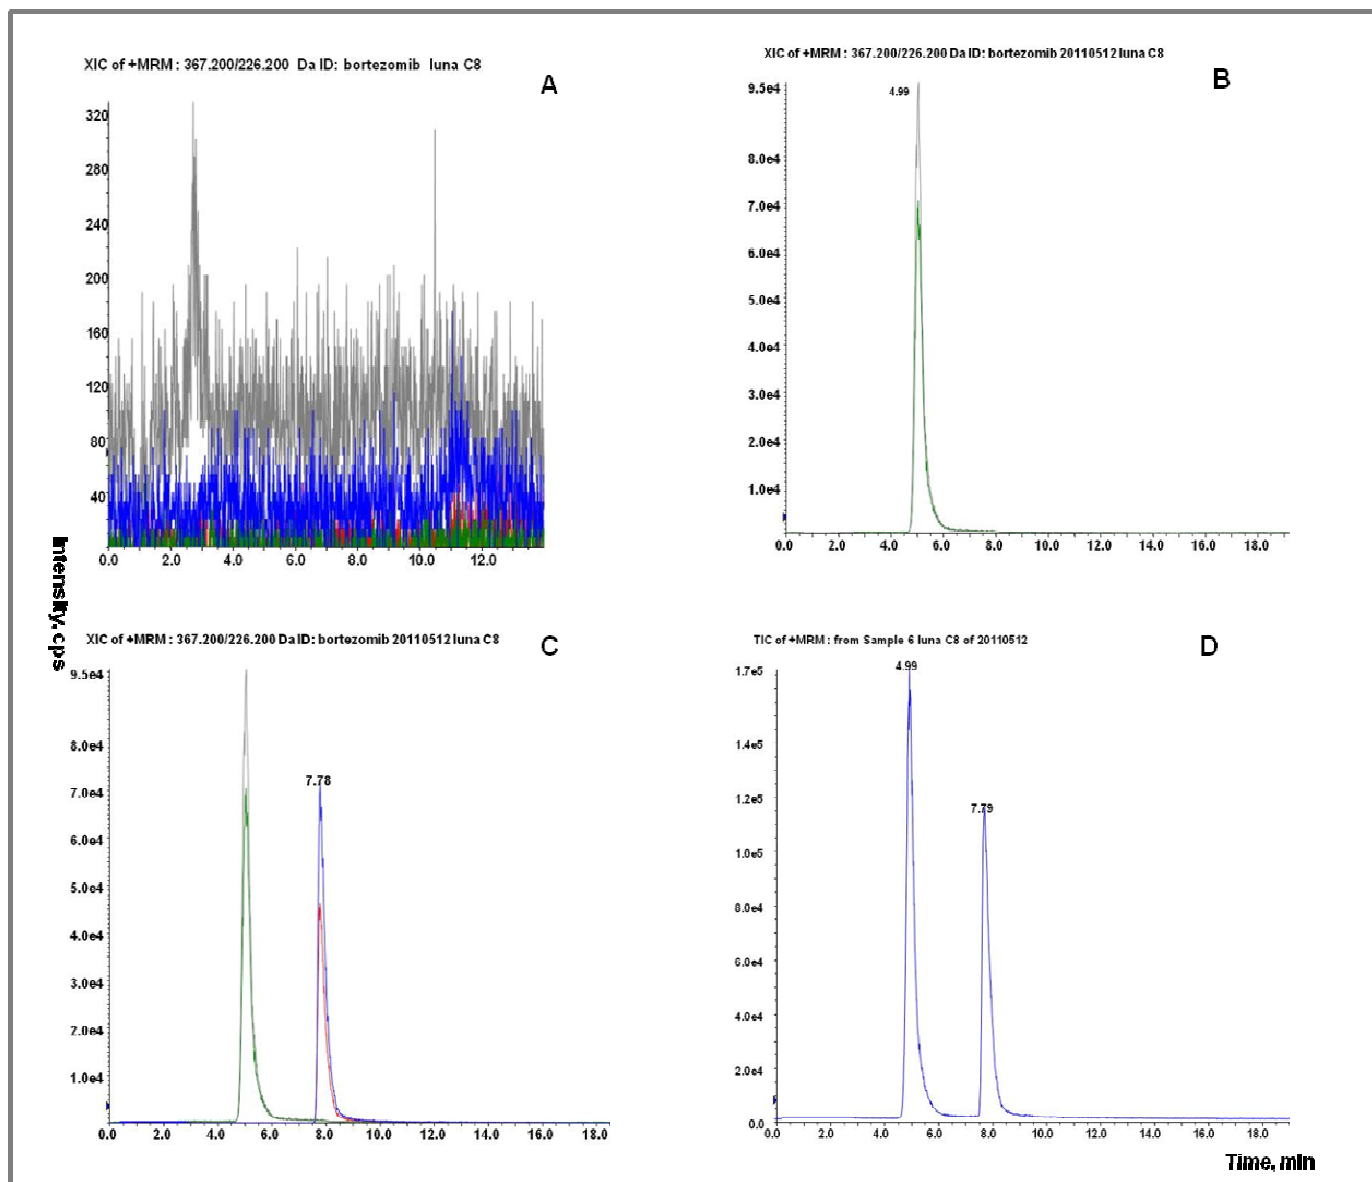 XIC of +MRM : 367.200/226.200 Da ID: bortezomib luna C8
A
320
280
240
200
160
120
80
40
0.0 2.0 4.0 6.0 8.0 10.0 12.0
XIC of +MRM : 367.200/226.200 Da ID: bortezomib 20110512 luna C8
B
4.99
9.5e4
8.0e4
7.0e4
6.0e4
5.0e4
4.0e4
3.0e4
2.0e4
1.0e4
0.0 2.0 4.0 6.0 8.0 10.0 12.0 14.0 16.0 18.0
Intensity, cps
XIC of +MRM : 367.200/226.200 Da ID: bortezomib 20110512 luna C8
C
9.5e4
8.0e4
7.0e4
6.0e4
5.0e4
4.0e4
3.0e4
2.0e4
1.0e4
7.78
0.0 2.0 4.0 6.0 8.0 10.0 12.0 14.0 16.0 18.0
TIC of +MRM : from Sample 6 luna C8 of 20110512
D
4.99
1.7e5
1.4e5
1.2e5
1.0e5
8.0e4
6.0e4
4.0e4
2.0e4
0.0
7.79
0.0 2.0 4.0 6.0 8.0 10.0 12.0 14.0 16.0 18.0
Time, min